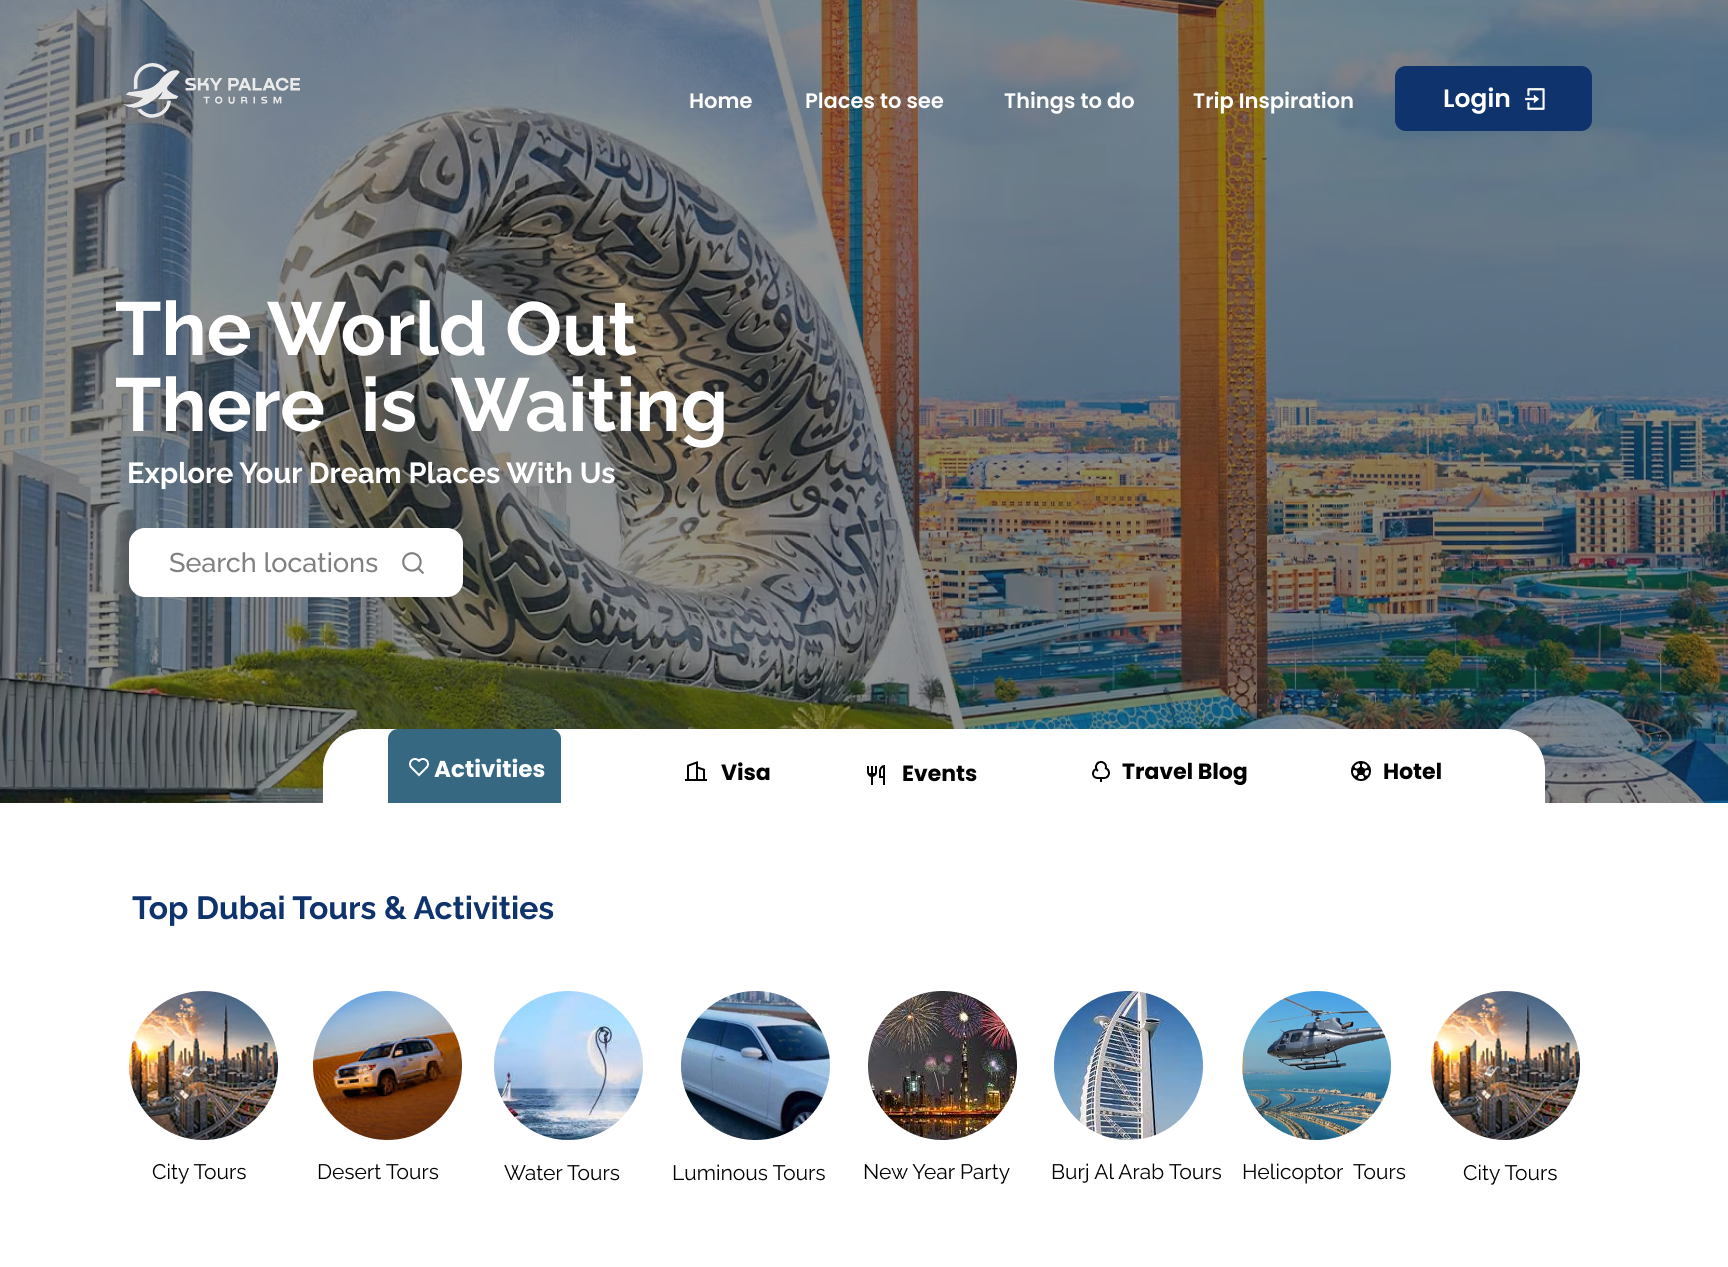 SKY PALACE
TOURISM
Home Places to see Things to do Trip Inspiration Login
The World Out
There is Waiting
Explore Your Dream Places With Us
Search locations
Activities Visa Events Travel Blog Hotel
Top Dubai Tours & Activities
City Tours Desert Tours Water Tours Luminous Tours New Year Party Burj Al Arab Tours Helicoptor Tours City Tours